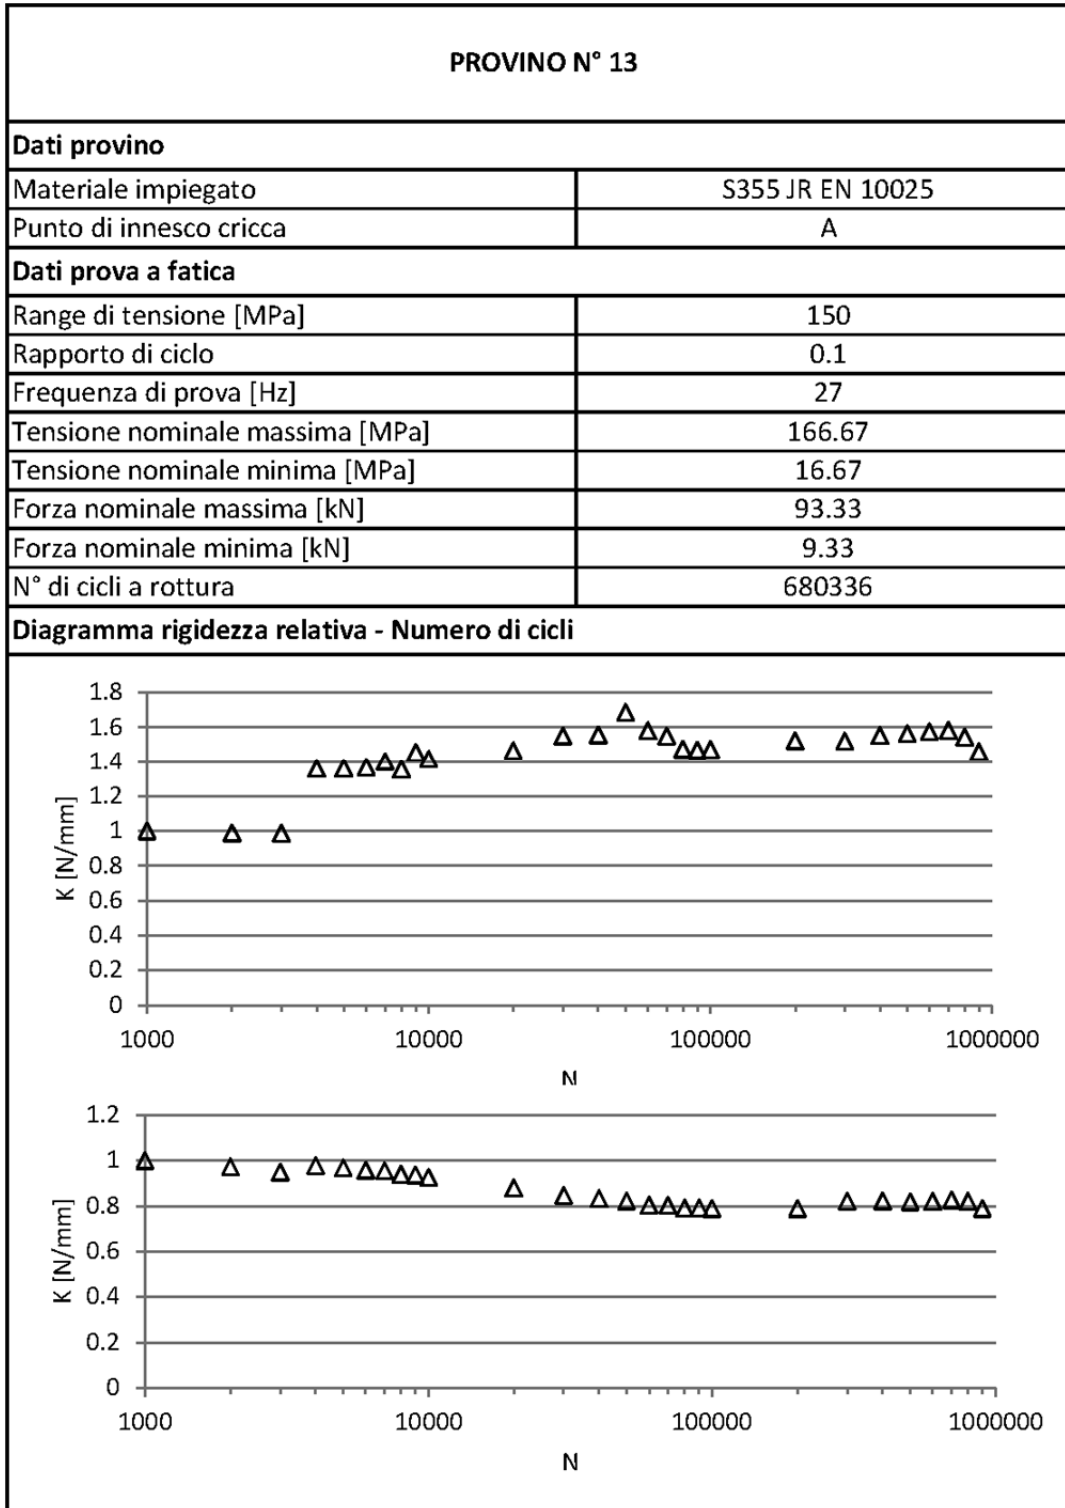 PROVINO N° 13
Dati provino
Materiale impiegato S355 JR EN 10025
Punto di innesco cricca A
Dati prova a fatica
Range di tensione [MPa] 150
Rapporto di ciclo 0.1
Frequenza di prova [Hz] 27
Tensione nominale massima [MPa] 166.67
Tensione nominale minima [MPa] 16.67
Forza nominale massima [kN] 93.33
Forza nominale minima [kN] 9.33
N° di cicli a rottura 680336
Diagramma rigidezza relativa - Numero di cicli
1.8
1.6
1.4
1.2
1
0.8
0.6
0.4
0.2
0
K [N/mm]
1000 10000 100000 1000000
N
1.2
1
0.8
0.6
0.4
0.2
0
K [N/mm]
1000 10000 100000 1000000
N